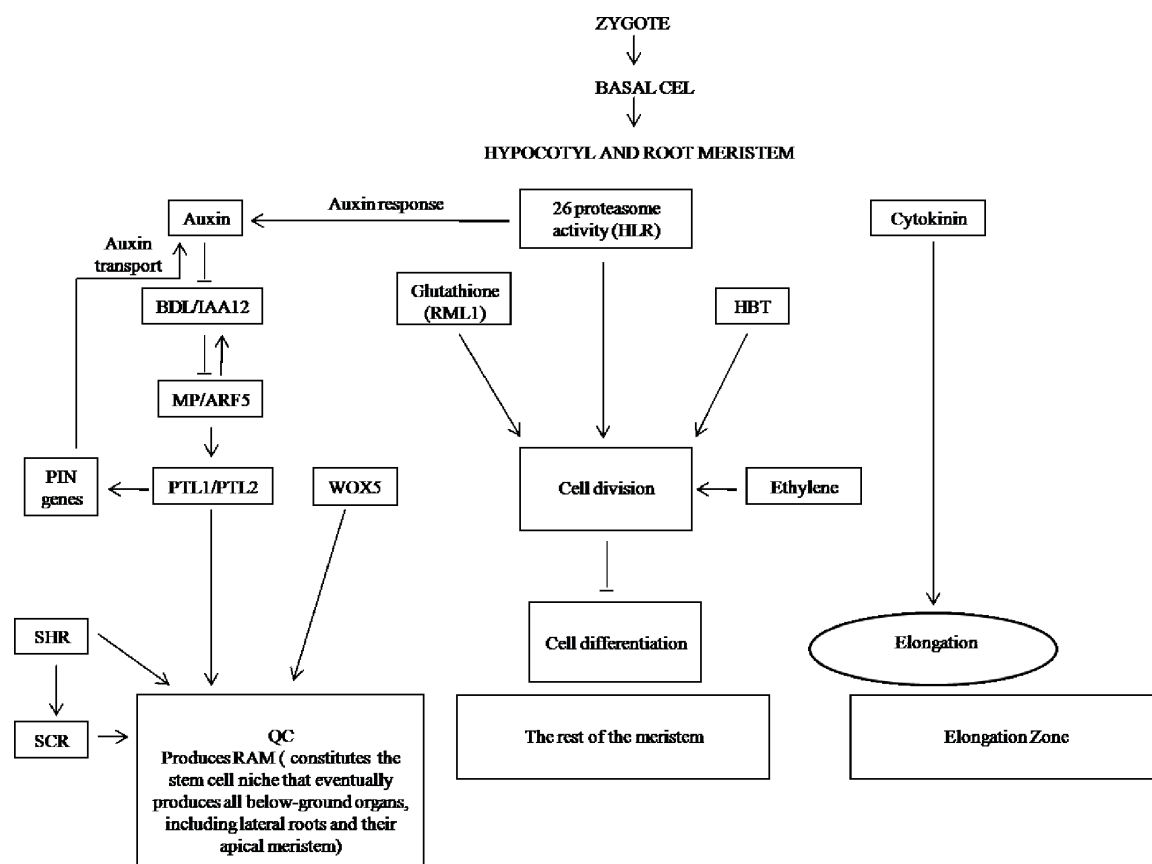 ZYGOTE
BASAL CEL
HYPOCOTYL AND ROOT MERISTEM
Auxin
Auxin response
26 proteasome
activity (HLR)
Cytokinin
Auxin
transport
BDL/IAA12
Glutathione
(RML1)
HBT
MP/ARF5
PIN
genes
PTL1/PTL2
WOX5
Cell division
Ethylene
SHR
Cell differentiation
Elongation
SCR
QC
Produces RAM ( constitutes the
stem cell niche that eventually
produces all below-ground organs,
including lateral roots and their
apical meristem)
The rest of the meristem
Elongation Zone